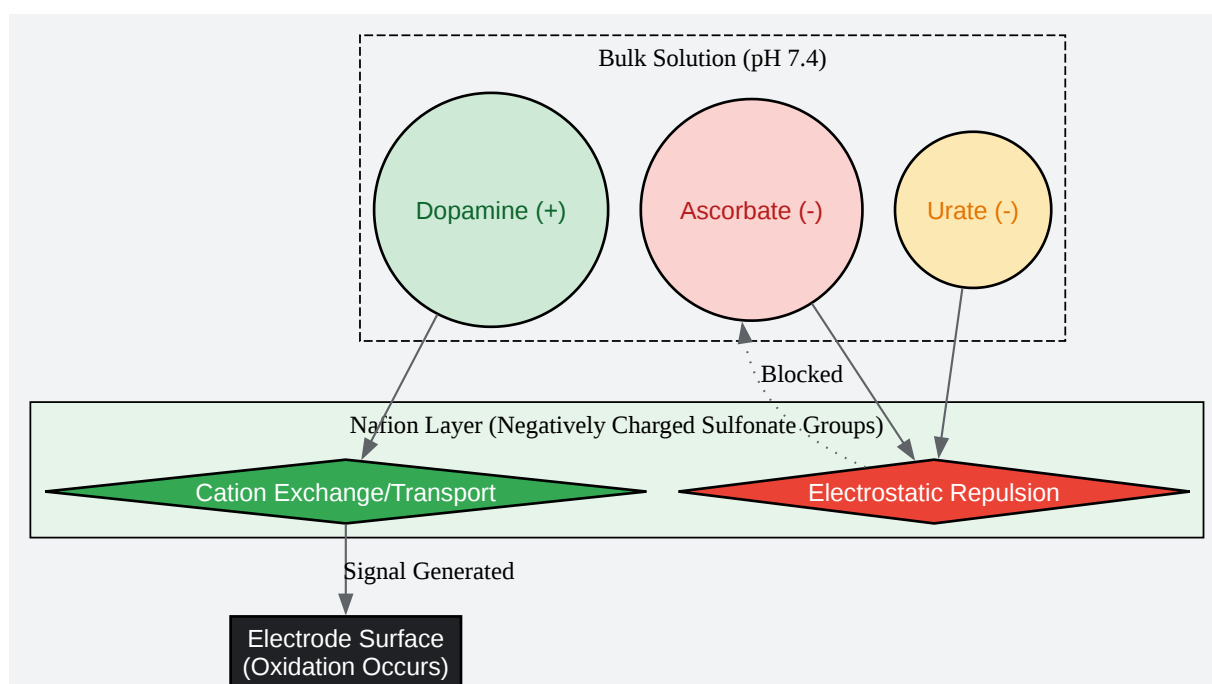 Bulk Solution (pH 7.4)
Dopamine (+)
Ascorbate (-)
Urate (-)
Blocked
Nafion Layer (Negatively Charged Sulfonate Groups)
Cation Exchange/Transport
Electrostatic Repulsion
Signal Generated
Electrode Surface
(Oxidation Occurs)